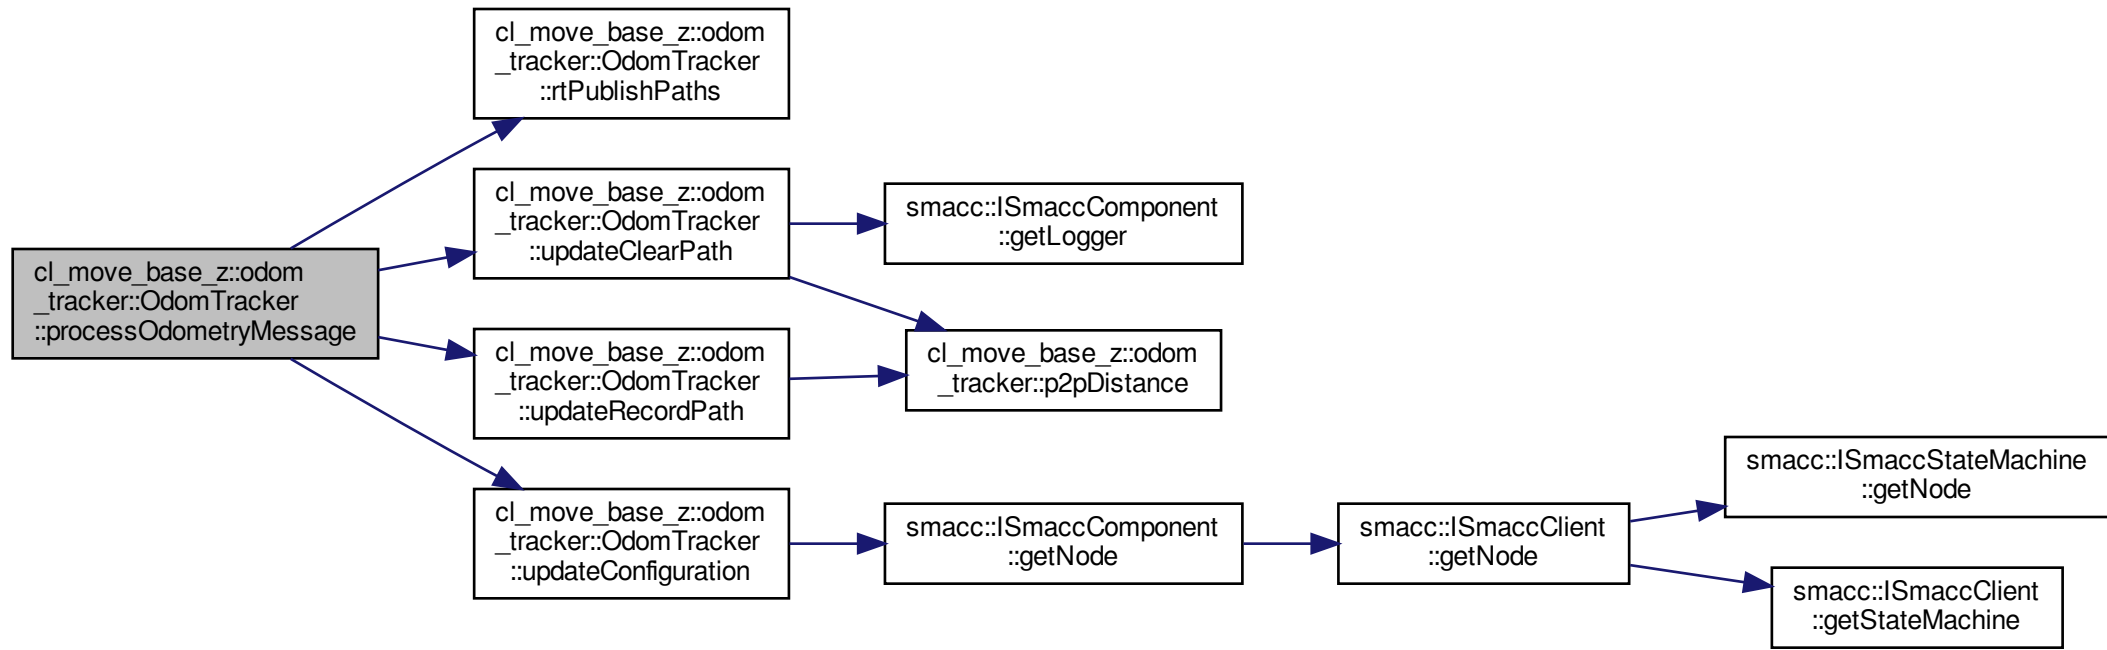 cl_move_base_z::odom
_tracker::OdomTracker
::processOdometryMessage
cl_move_base_z::odom
_tracker::OdomTracker
::rtPublishPaths
cl_move_base_z::odom
_tracker::OdomTracker
::updateClearPath
cl_move_base_z::odom
_tracker::OdomTracker
::updateRecordPath
cl_move_base_z::odom
_tracker::OdomTracker
::updateConfiguration
smacc::ISmaccComponent
::getLogger
cl_move_base_z::odom
_tracker::p2pDistance
smacc::ISmaccComponent
::getNode
smacc::ISmaccClient
::getNode
smacc::ISmaccStateMachine
::getNode
smacc::ISmaccClient
::getStateMachine